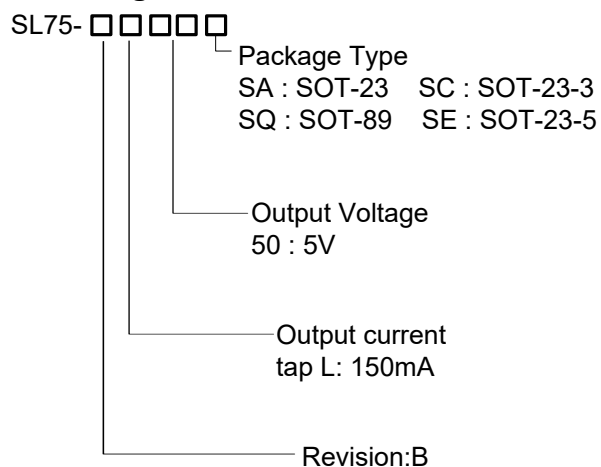 SL75- □□□□□
Package Type
SA : SOT-23 SC : SOT-23-3
SQ : SOT-89 SE : SOT-23-5
Output Voltage
50 : 5V
Output current
tap L: 150mA
Revision:B